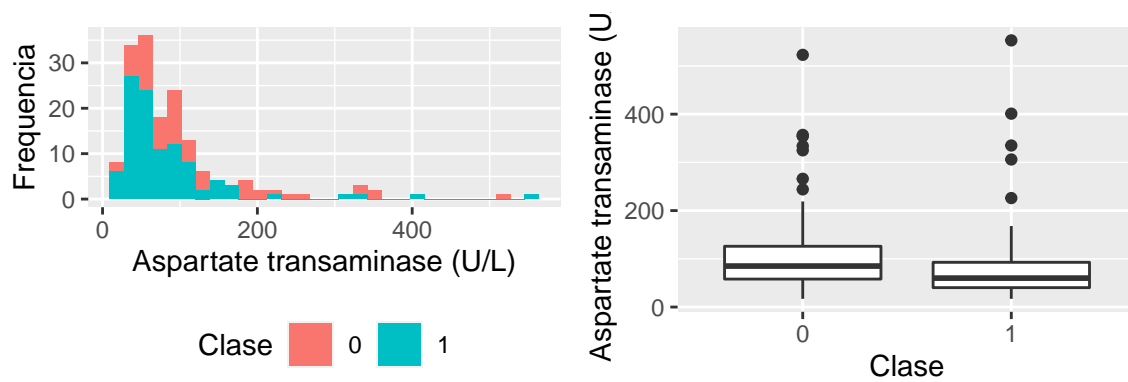 Frequencia
30
20
10
0
0
200
400
Aspartate transaminase (U/L)
Clase
0
1
Aspartate transaminase (U.
400
200
0
0
1
Clase